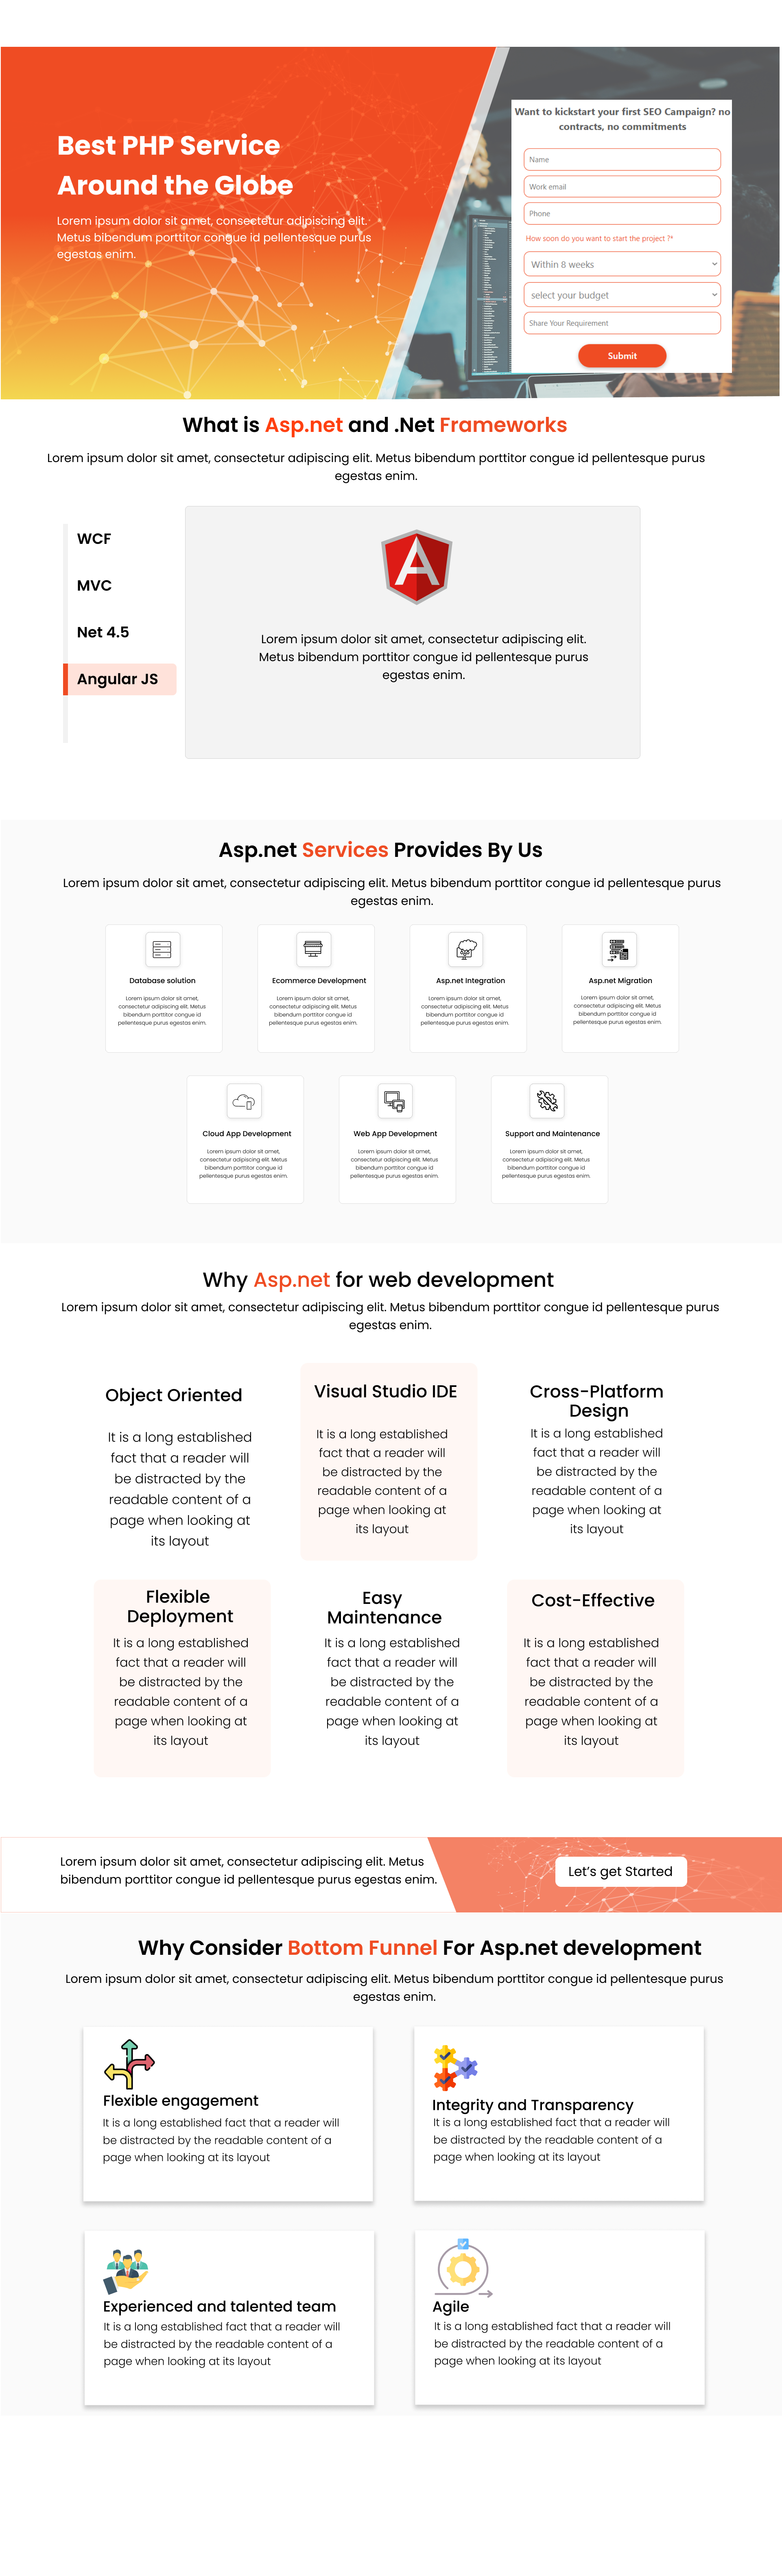 Best PHP Service
Around the Globe
Lorem ipsum dolor sit amet, consectetur adipiscing elit.
Metus bibendum porttitor congue id pellentesque purus
egestas enim.
Want to kickstart your first SEO Campaign? no
contracts, no commitments
Name
Work email
Phone
How soon do you want to start the project ?*
Within 8 weeks
select your budget
Share Your Requirement
Submit
What is Asp.net and .Net Frameworks
Lorem ipsum dolor sit amet, consectetur adipiscing elit. Metus bibendum porttitor congue id pellentesque purus
egestas enim.
WCF
MVC
Net 4.5
Angular JS
A
Lorem ipsum dolor sit amet, consectetur adipiscing elit.
Metus bibendum porttitor congue id pellentesque purus
egestas enim.
Asp.net Services Provides By Us
Lorem ipsum dolor sit amet, consectetur adipiscing elit. Metus bibendum porttitor congue id pellentesque purus
egestas enim.
Database solution
Lorem ipsum dolor sit amet,
consectetur adipiscing elit. Metus
bibendum porttitor congue id
pellentesque purus egestas enim.
Ecommerce Development
Lorem ipsum dolor sit amet,
consectetur adipiscing elit. Metus
bibendum porttitor congue id
pellentesque purus egestas enim.
Asp.net Integration
Lorem ipsum dolor sit amet,
consectetur adipiscing elit. Metus
bibendum porttitor congue id
pellentesque purus egestas enim.
Asp.net Migration
Lorem ipsum dolor sit amet,
consectetur adipiscing elit. Metus
bibendum porttitor congue id
pellentesque purus egestas enim.
Cloud App Development
Lorem ipsum dolor sit amet,
consectetur adipiscing elit. Metus
bibendum porttitor congue id
pellentesque purus egestas enim.
Web App Development
Lorem ipsum dolor sit amet,
consectetur adipiscing elit. Metus
bibendum porttitor congue id
pellentesque purus egestas enim.
Support and Maintenance
Lorem ipsum dolor sit amet,
consectetur adipiscing elit. Metus
bibendum porttitor congue id
pellentesque purus egestas enim.
Why Asp.net for web development
Lorem ipsum dolor sit amet, consectetur adipiscing elit. Metus bibendum porttitor congue id pellentesque purus
egestas enim.
Object Oriented
It is a long established
fact that a reader will
be distracted by the
readable content of a
page when looking at
its layout
Visual Studio IDE
It is a long established
fact that a reader will
be distracted by the
readable content of a
page when looking at
its layout
Cross-Platform
Design
It is a long established
fact that a reader will
be distracted by the
readable content of a
page when looking at
its layout
Flexible
Deployment
It is a long established
fact that a reader will
be distracted by the
readable content of a
page when looking at
its layout
Easy
Maintenance
It is a long established
fact that a reader will
be distracted by the
readable content of a
page when looking at
its layout
Cost-Effective
It is a long established
fact that a reader will
be distracted by the
readable content of a
page when looking at
its layout
Lorem ipsum dolor sit amet, consectetur adipiscing elit. Metus
bibendum porttitor congue id pellentesque purus egestas enim.
Let’s get Started
Why Consider Bottom Funnel For Asp.net development
Lorem ipsum dolor sit amet, consectetur adipiscing elit. Metus bibendum porttitor congue id pellentesque purus
egestas enim.
Flexible engagement
It is a long established fact that a reader will
be distracted by the readable content of a
page when looking at its layout
Integrity and Transparency
It is a long established fact that a reader will
be distracted by the readable content of a
page when looking at its layout
Experienced and talented team
It is a long established fact that a reader will
be distracted by the readable content of a
page when looking at its layout
Agile
It is a long established fact that a reader will
be distracted by the readable content of a
page when looking at its layout